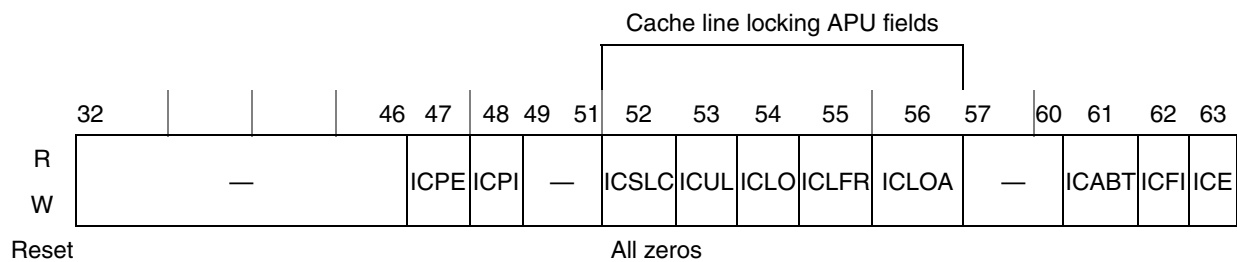 Cache line locking APU fields
32 46 47 48 49 51 52 53 54 55 56 57 60 61 62 63
R
W
— ICPE ICPI — ICSLC ICUL ICLO ICLFR ICLOA — ICABT ICFI ICE
Reset All zeros